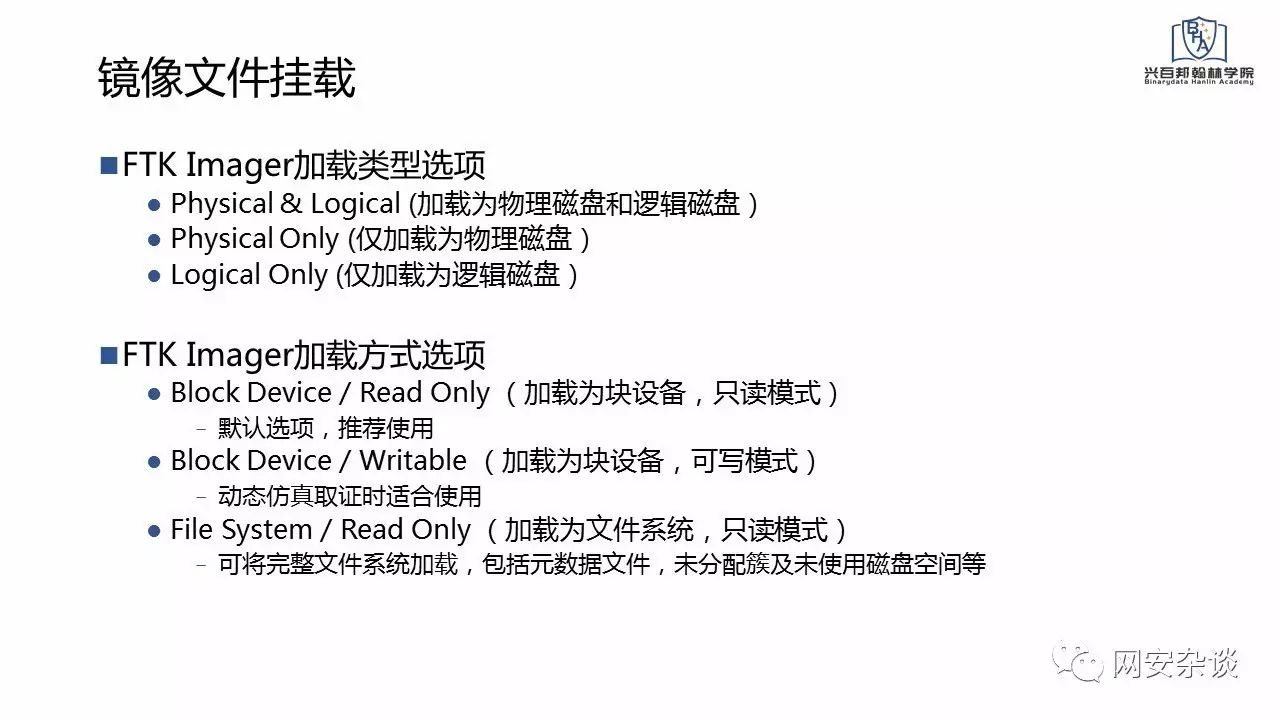 BHA
兴百邦翰林学院
Binarydata Hanlin Academy
镜像文件挂载
■FTK Imager加载类型选项
● Physical & Logical (加载为物理磁盘和逻辑磁盘）
● Physical Only (仅加载为物理磁盘）
● Logical Only (仅加载为逻辑磁盘）
■FTK Imager加载方式选项
● Block Device / Read Only （加载为块设备，只读模式）
– 默认选项，推荐使用
● Block Device / Writable （加载为块设备，可写模式）
– 动态仿真取证时适合使用
● File System / Read Only （加载为文件系统，只读模式）
– 可将完整文件系统加载，包括元数据文件，未分配簇及未使用磁盘空间等
网安杂谈